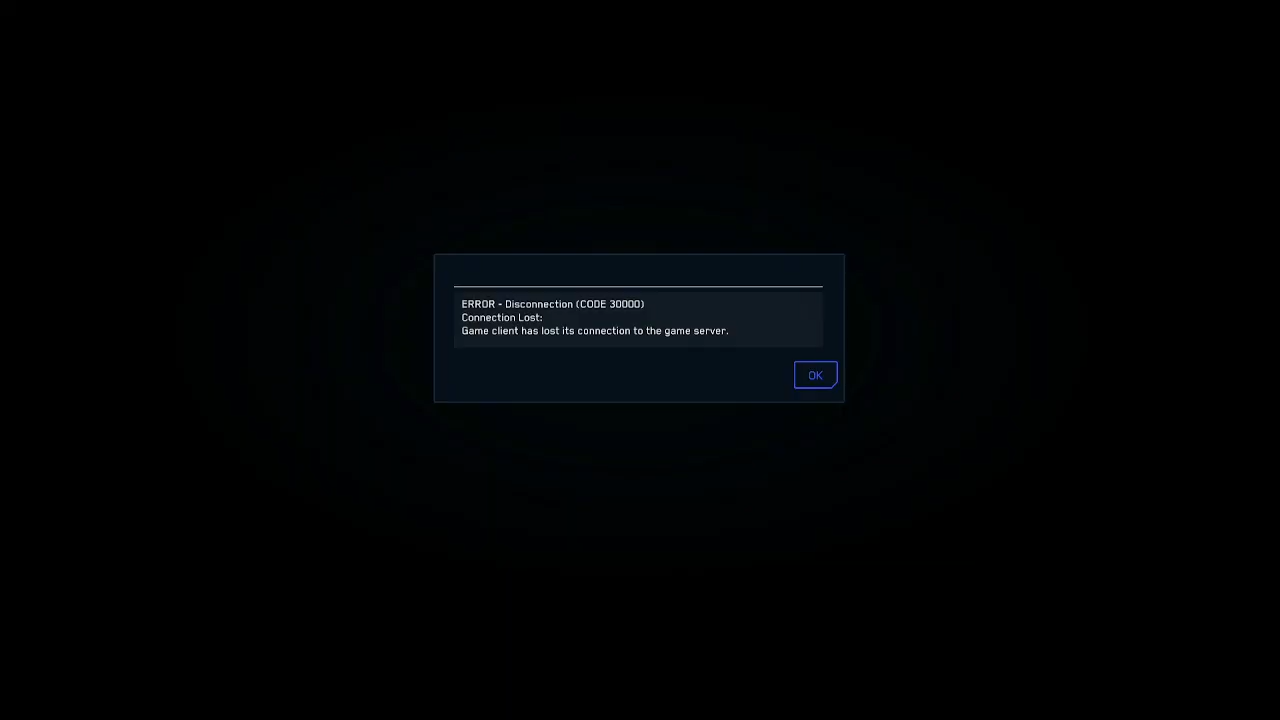 ERROR - Disconnection (CODE 30000)
Connection Lost:
Game client has lost its connection to the game server.
OK